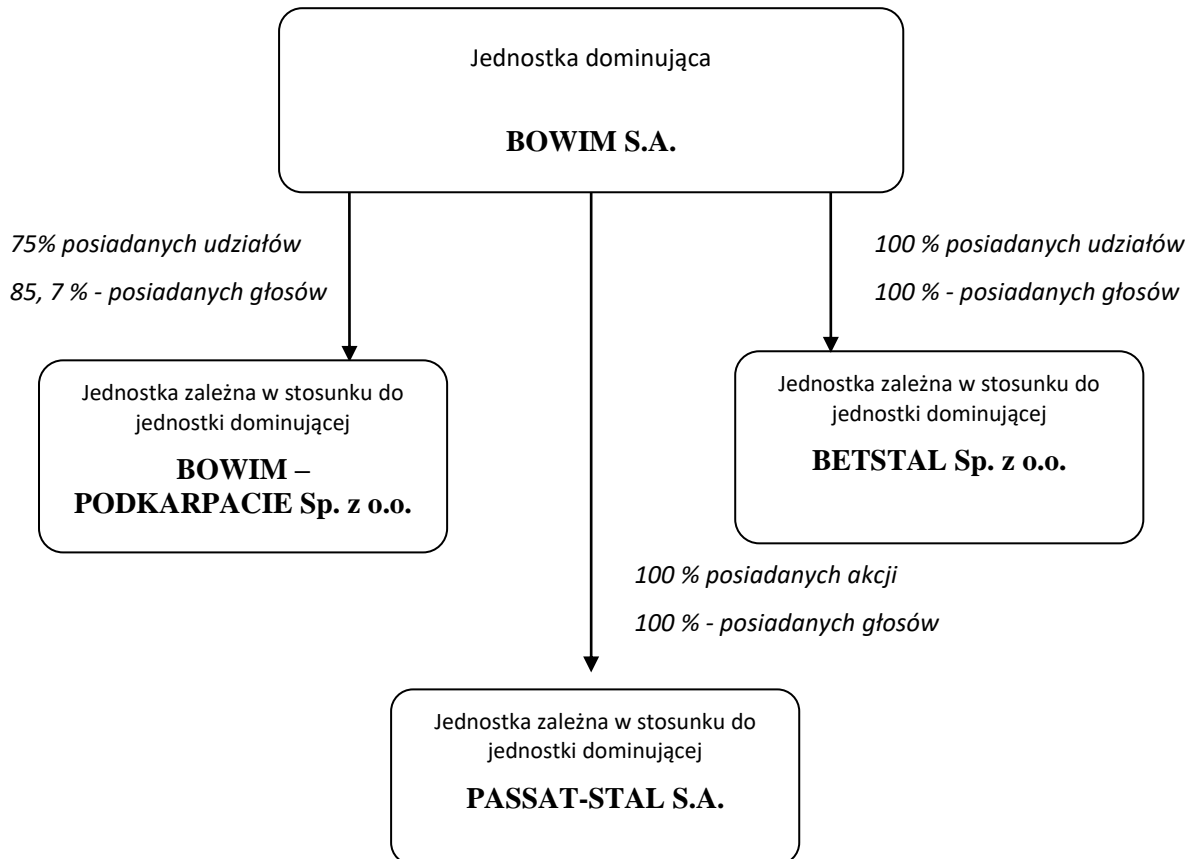 Jednostka dominująca
BOWIM S.A.
75% posiadanych udziałów
85, 7 % - posiadanych głosów
100 % posiadanych udziałów
100 % - posiadanych głosów
Jednostka zależna w stosunku do
jednostki dominującej
BOWIM –
PODKARPACIE Sp. z o.o.
Jednostka zależna w stosunku do
jednostki dominującej
BETSTAL Sp. z o.o.
100 % posiadanych akcji
100 % - posiadanych głosów
Jednostka zależna w stosunku do
jednostki dominującej
PASSAT-STAL S.A.